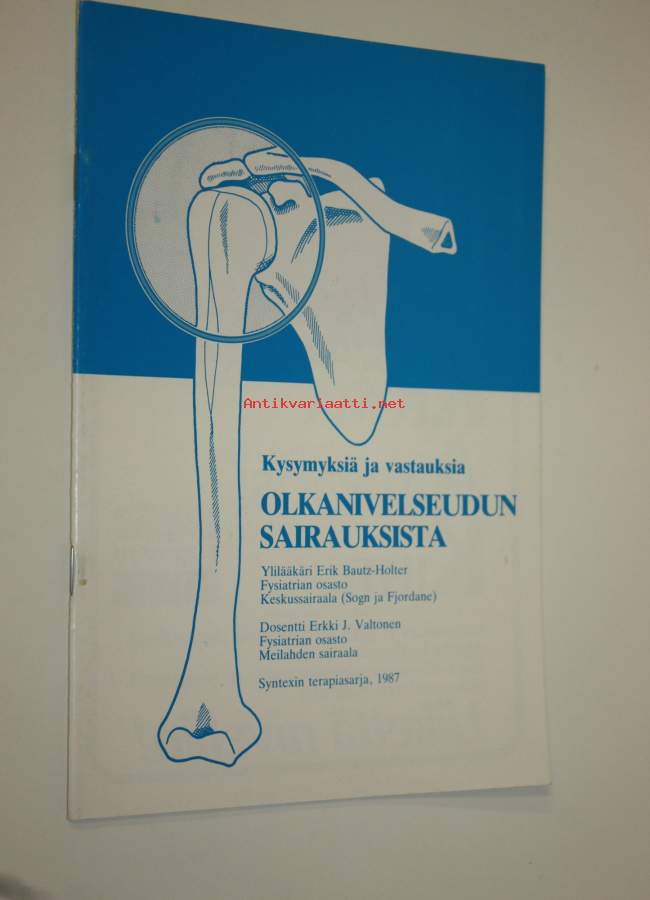 Antikvariaatti.net
Kysymyksiä ja vastauksia
OLKANIVELSEUDUN
SAIRAUKSISTA
Ylilääkäri Erik Bautz-Holter
Fysiatrian osasto
Keskussairaala (Sogn ja Fjordane)
Dosentti Erkki J. Valtonen
Fysiatrian osasto
Meilahden sairaala
Syntexin terapiasarja, 1987